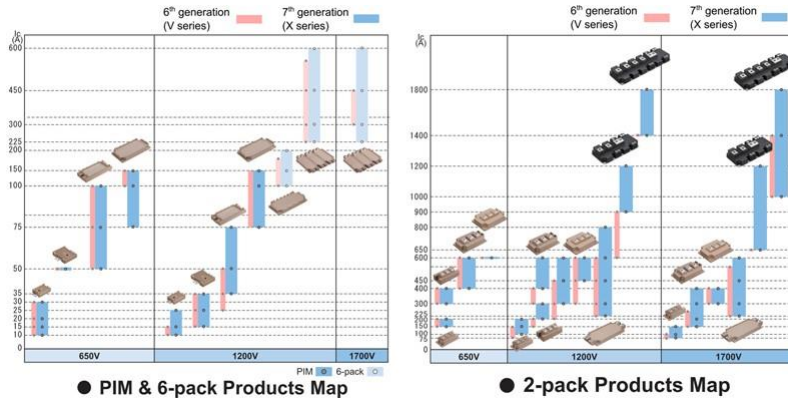 6th generation (V series)
7th generation (X series)
Ic (A)
600
450
300
225
200
150
100
75
50
35
30
25
20
15
10
0
650V
1200V
1700V
PIM
6-pack
● PIM & 6-pack Products Map
6th generation (V series)
7th generation (X series)
Ic (A)
1800
1400
1000
900
800
650
600
450
400
300
225
200
150
100
75
0
650V
1200V
1700V
● 2-pack Products Map